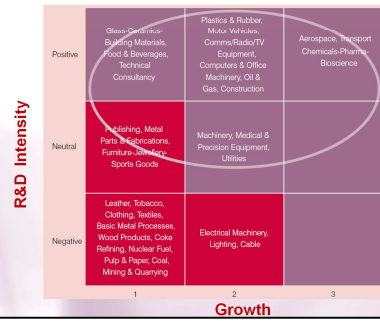 R&D Intensity
Positive
Glass-Ceramics-
Building Materials,
Food & Beverages,
Technical
Consultancy
Plastics & Rubber,
Motor Vehicles,
Comms/Radio/TV
Equipment,
Computers & Office
Machinery, Oil &
Gas, Construction
Aerospace, Transport
Chemicals-Pharma-
Bioscience
Neutral
Publishing, Metal
Parts & Fabrications,
Furniture-Jewellery-
Sports Goods
Machinery, Medical &
Precision Equipment,
Utilities
Negative
Leather, Tobacco,
Clothing, Textiles,
Basic Metal Processes,
Wood Products, Coke
Refining, Nuclear Fuel,
Pulp & Paper, Coal,
Mining & Quarrying
Electrical Machinery,
Lighting, Cable
1
2
3
Growth